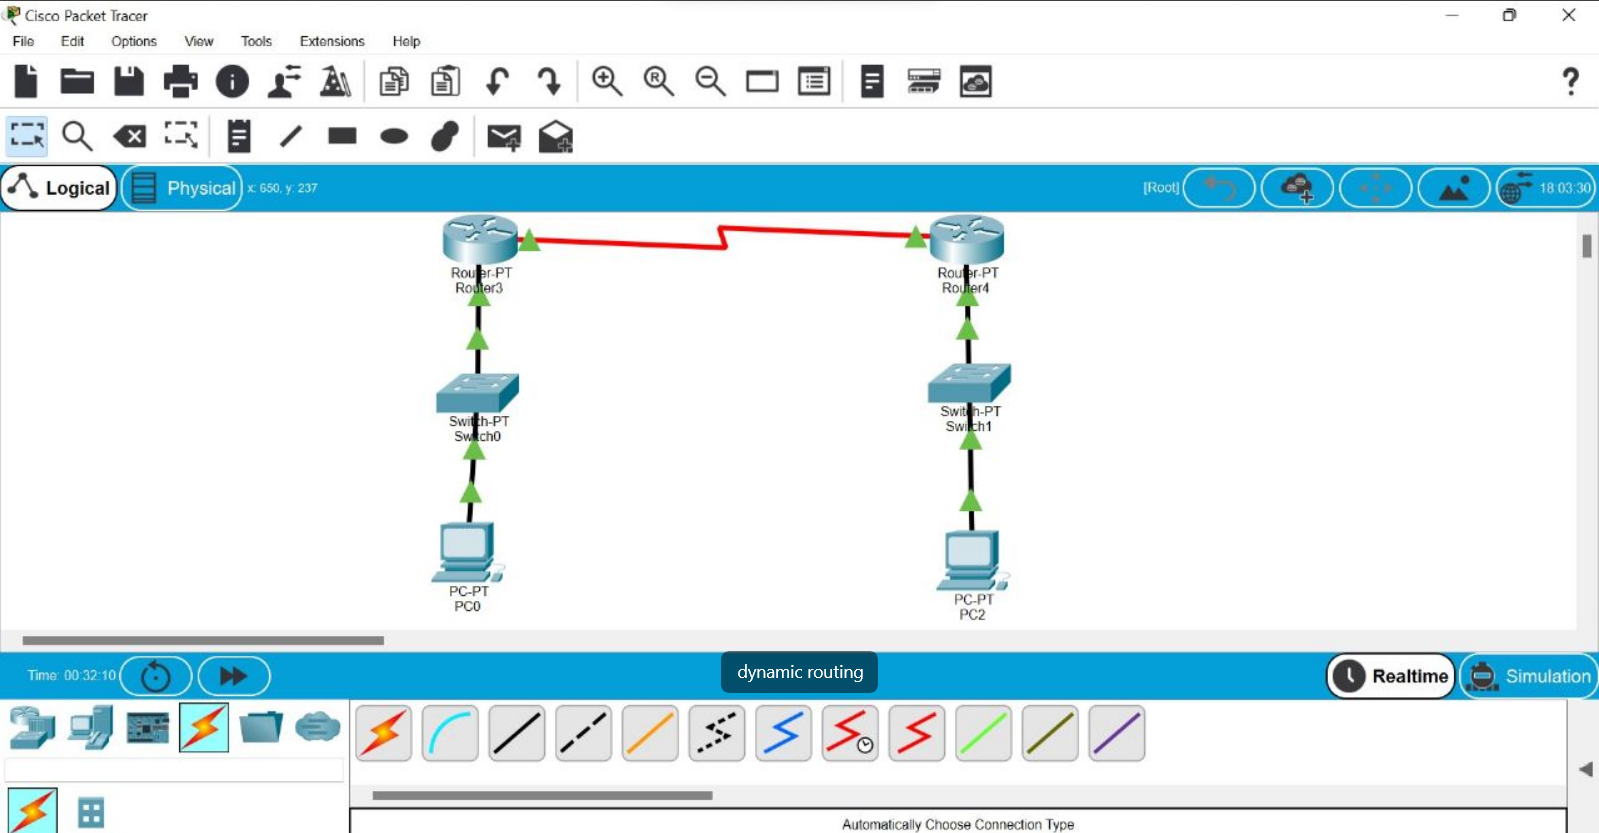 Cisco Packet Tracer
File Edit Options View Tools Extensions Help
R
?
Logical Physical x: 650, y: 237 [Root] 18:03:30
Router-PT
Router3
Router-PT
Router4
Switch-PT
Switch0
Switch-PT
Switch1
PC-PT
PC0
PC-PT
PC2
Time: 00:32:10 dynamic routing Realtime Simulation
Automatically Choose Connection Type